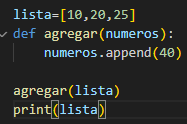 lista=[10,20,25]
def agregar(numeros):
    numeros.append(40)

agregar(lista)
print(lista)